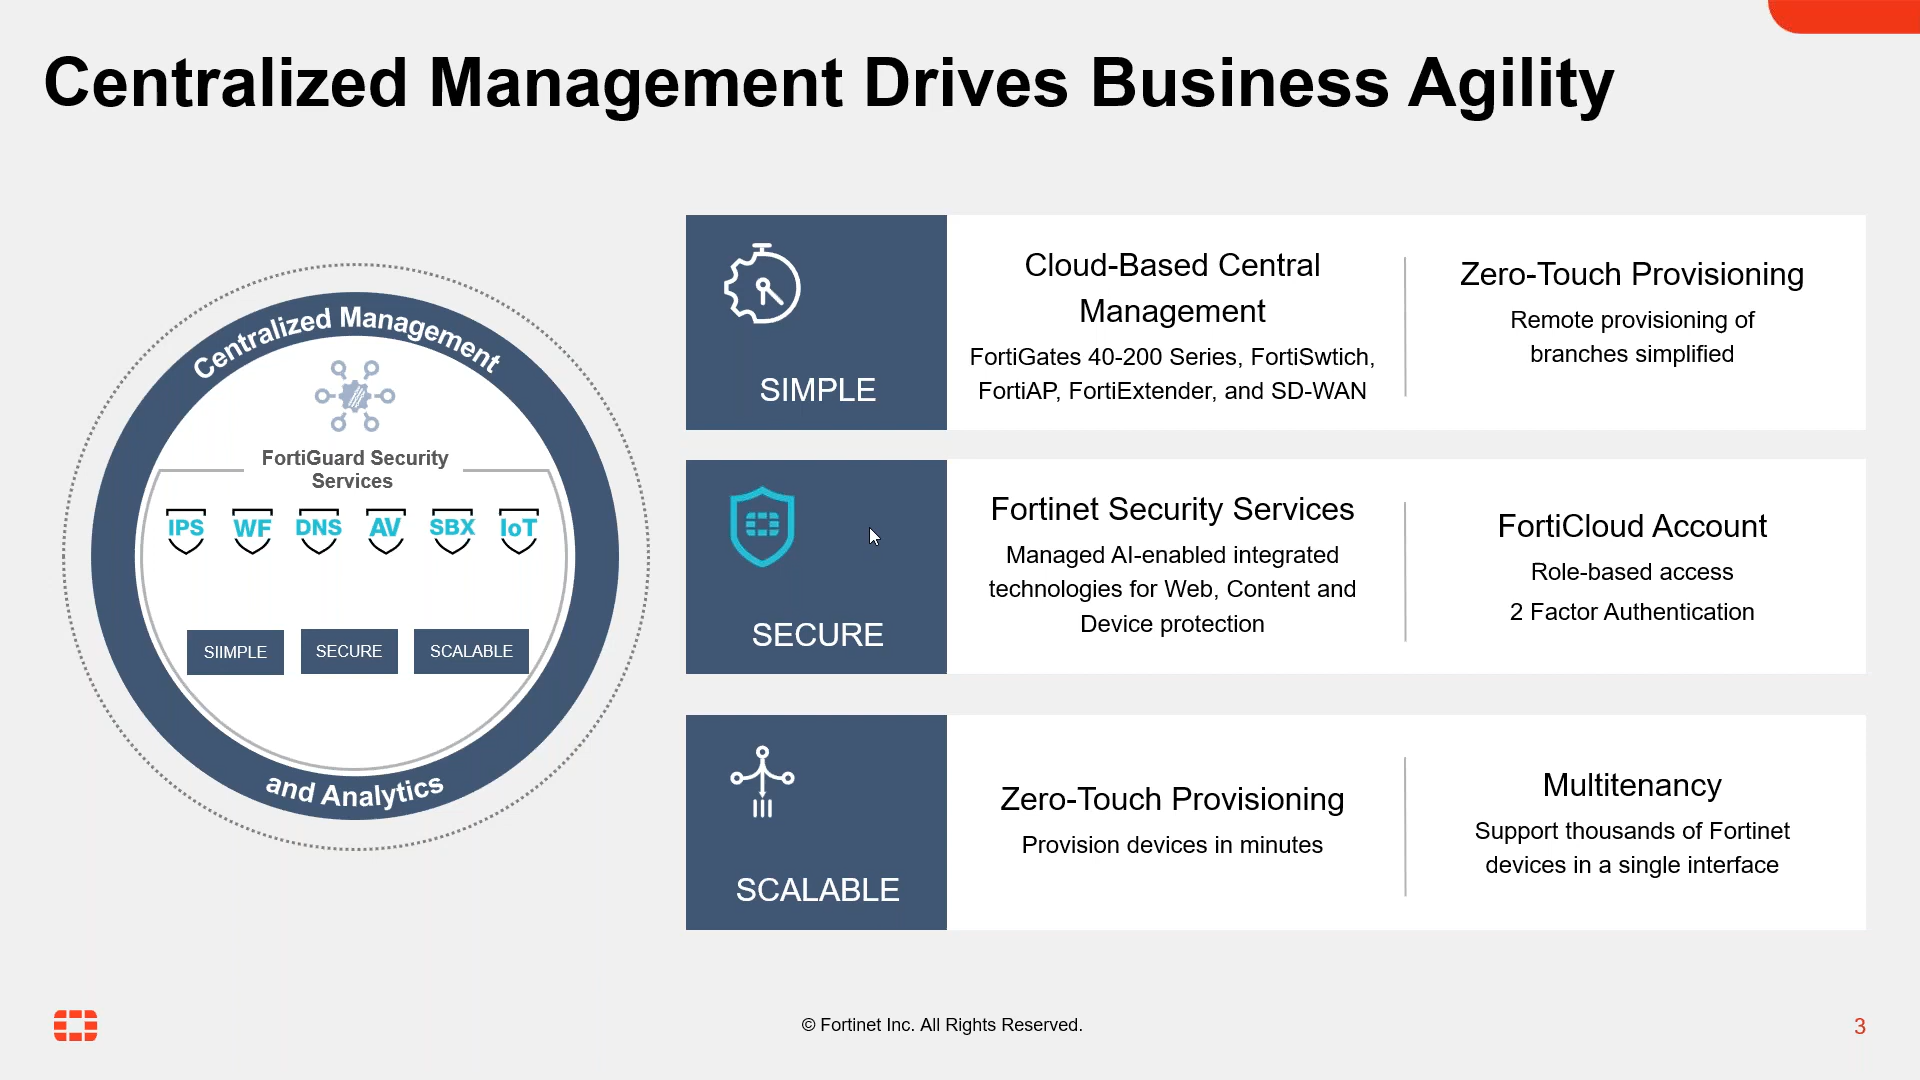 Centralized Management Drives Business Agility
Centralized Management
FortiGuard Security
Services
IPS WF DNS AV SBX IoT
SIIMPLE SECURE SCALABLE
and Analytics
SIMPLE
Cloud-Based Central
Management
FortiGates 40-200 Series, FortiSwtich,
FortiAP, FortiExtender, and SD-WAN
Zero-Touch Provisioning
Remote provisioning of
branches simplified
SECURE
Fortinet Security Services
Managed AI-enabled integrated
technologies for Web, Content and
Device protection
FortiCloud Account
Role-based access
2 Factor Authentication
SCALABLE
Zero-Touch Provisioning
Provision devices in minutes
Multitenancy
Support thousands of Fortinet
devices in a single interface
© Fortinet Inc. All Rights Reserved.
3